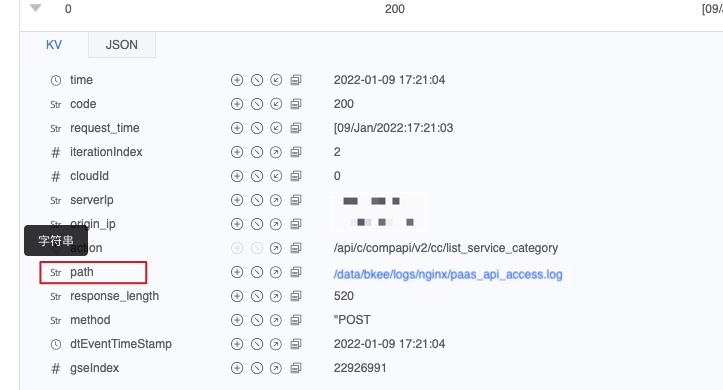 0 200 [09/
KV JSON
time 2022-01-09 17:21:04
Str code 200
Str request_time [09/Jan/2022:17:21:03
# iterationIndex 2
# cloudId 0
Str serverIp
Str origin_ip
字符串
action /api/c/compapi/v2/cc/list_service_category
Str path /data/bkee/logs/nginx/paas_api_access.log
Str response_length 520
Str method "POST
dtEventTimeStamp 2022-01-09 17:21:04
# gseIndex 22926991